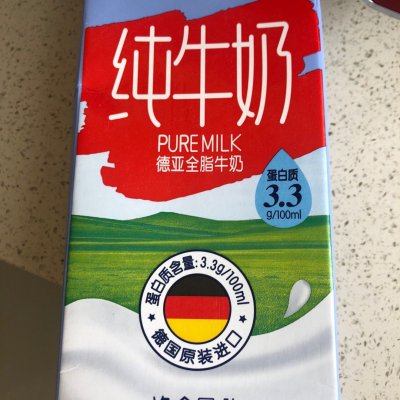 纯牛奶
PURE MILK
德亚全脂牛奶
蛋白质
3.3
g/100ml
蛋白质含量:3.3g/100ml
德国原装进口